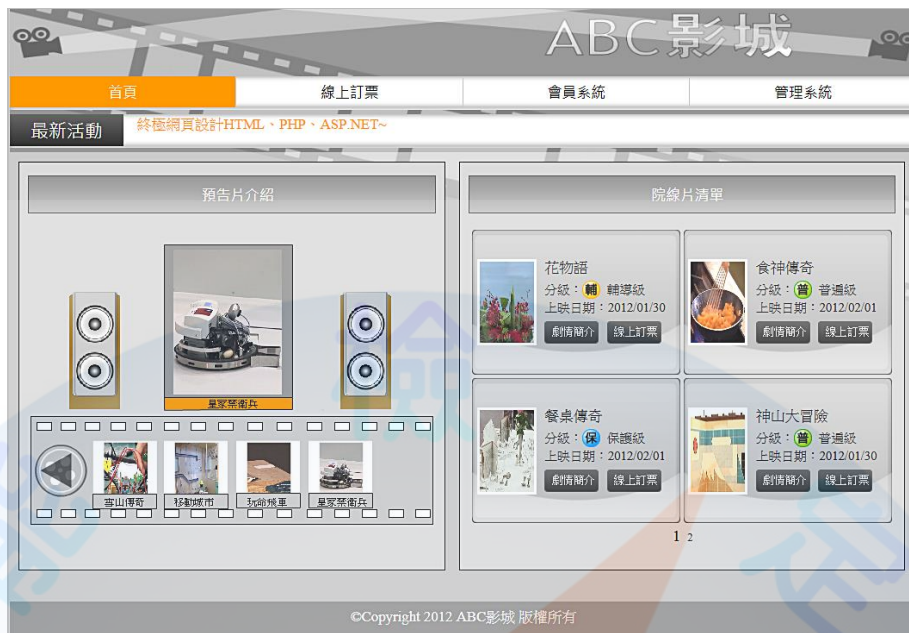 ABC影城
首頁
線上訂票
會員系統
管理系統
最新活動
終極網頁設計HTML、PHP、ASP.NET~
預告片介紹
皇家禁衛兵
雪山傳奇
移動城市
玩命飛車
皇家禁衛兵
院線片清單
花物語
分級：輔 輔導級
上映日期：2012/01/30
劇情簡介 線上訂票
食神傳奇
分級：普 普遍級
上映日期：2012/02/01
劇情簡介 線上訂票
餐桌傳奇
分級：保 保護級
上映日期：2012/02/01
劇情簡介 線上訂票
神山大冒險
分級：普 普遍級
上映日期：2012/01/30
劇情簡介 線上訂票
1 2
©Copyright 2012 ABC影城 版權所有